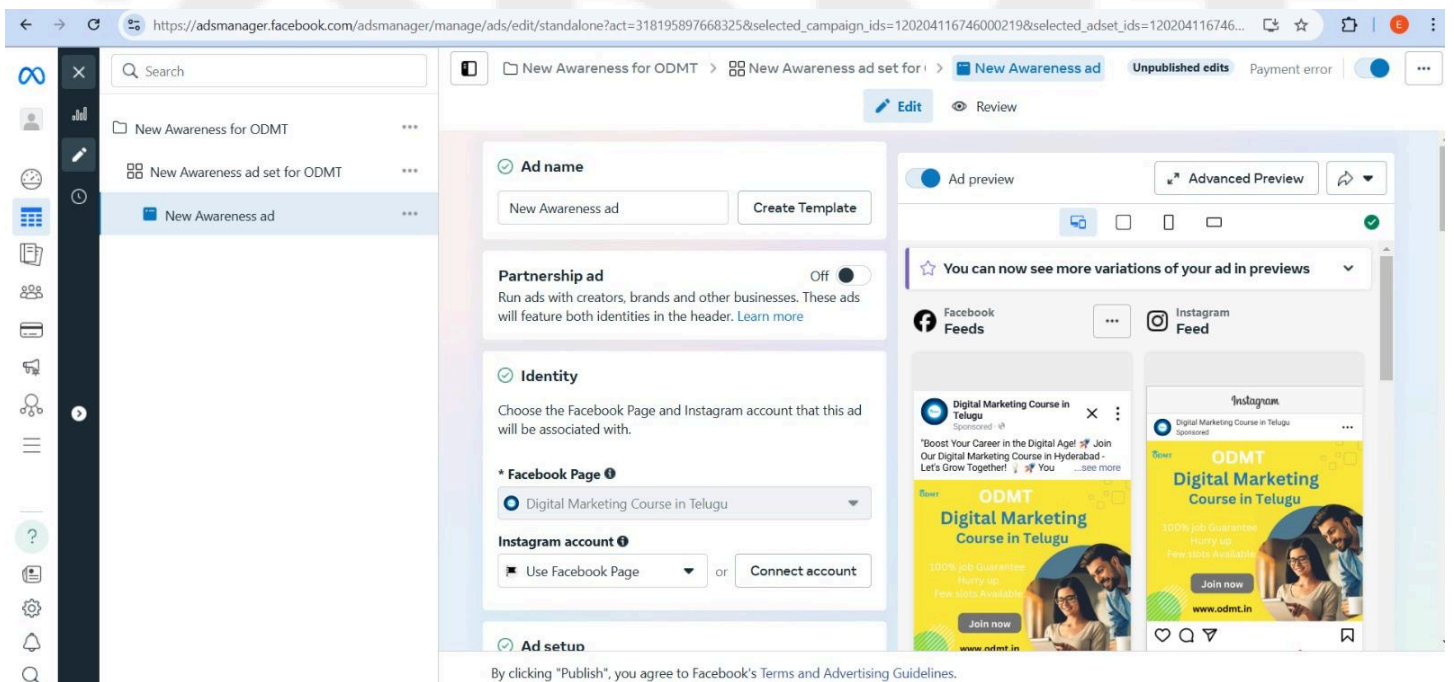 https://adsmanager.facebook.com/adsmanager/manage/ads/edit/standalone?act=318195897668325&selected_campaign_ids=120204116746000219&selected_adset_ids=120204116746...
E
Search
New Awareness for ODMT
New Awareness ad set for ODMT
New Awareness ad
New Awareness for ODMT > New Awareness ad set for > New Awareness ad
Unpublished edits
Payment error
Edit
Review
Ad name
New Awareness ad
Create Template
Partnership ad
Off
Run ads with creators, brands and other businesses. These ads
will feature both identities in the header. Learn more
Identity
Choose the Facebook Page and Instagram account that this ad
will be associated with.
* Facebook Page
Digital Marketing Course in Telugu
Instagram account
Use Facebook Page
or
Connect account
Ad setup
By clicking "Publish", you agree to Facebook's Terms and Advertising Guidelines.
Ad preview
Advanced Preview
You can now see more variations of your ad in previews
Facebook
Feeds
Digital Marketing Course in
Telugu
Sponsored
"Boost Your Career in the Digital Age! 🚀 Join
Our Digital Marketing Course in Hyderabad -
Let's Grow Together! 💡 🚀 You ...see more
ODMT
ODMT
Digital Marketing
Course in Telugu
100% job Guarantee
Hurry up,
Few slots Available
Join now
www.odmt.in
Instagram
Feed
Instagram
Digital Marketing Course in Telugu
Sponsored
ODMT
ODMT
Digital Marketing
Course in Telugu
100% job Guarantee
Hurry up
Few slots Available
Join now
www.odmt.in